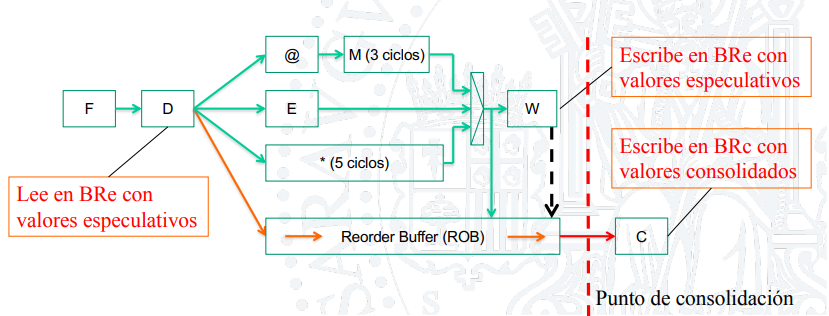 @
M (3 ciclos)
Escribe en BRe con
valores especulativos
F
D
E
W
* (5 ciclos)
Escribe en BRc con
valores consolidados
Lee en BRe con
valores especulativos
Reorder Buffer (ROB)
C
Punto de consolidación